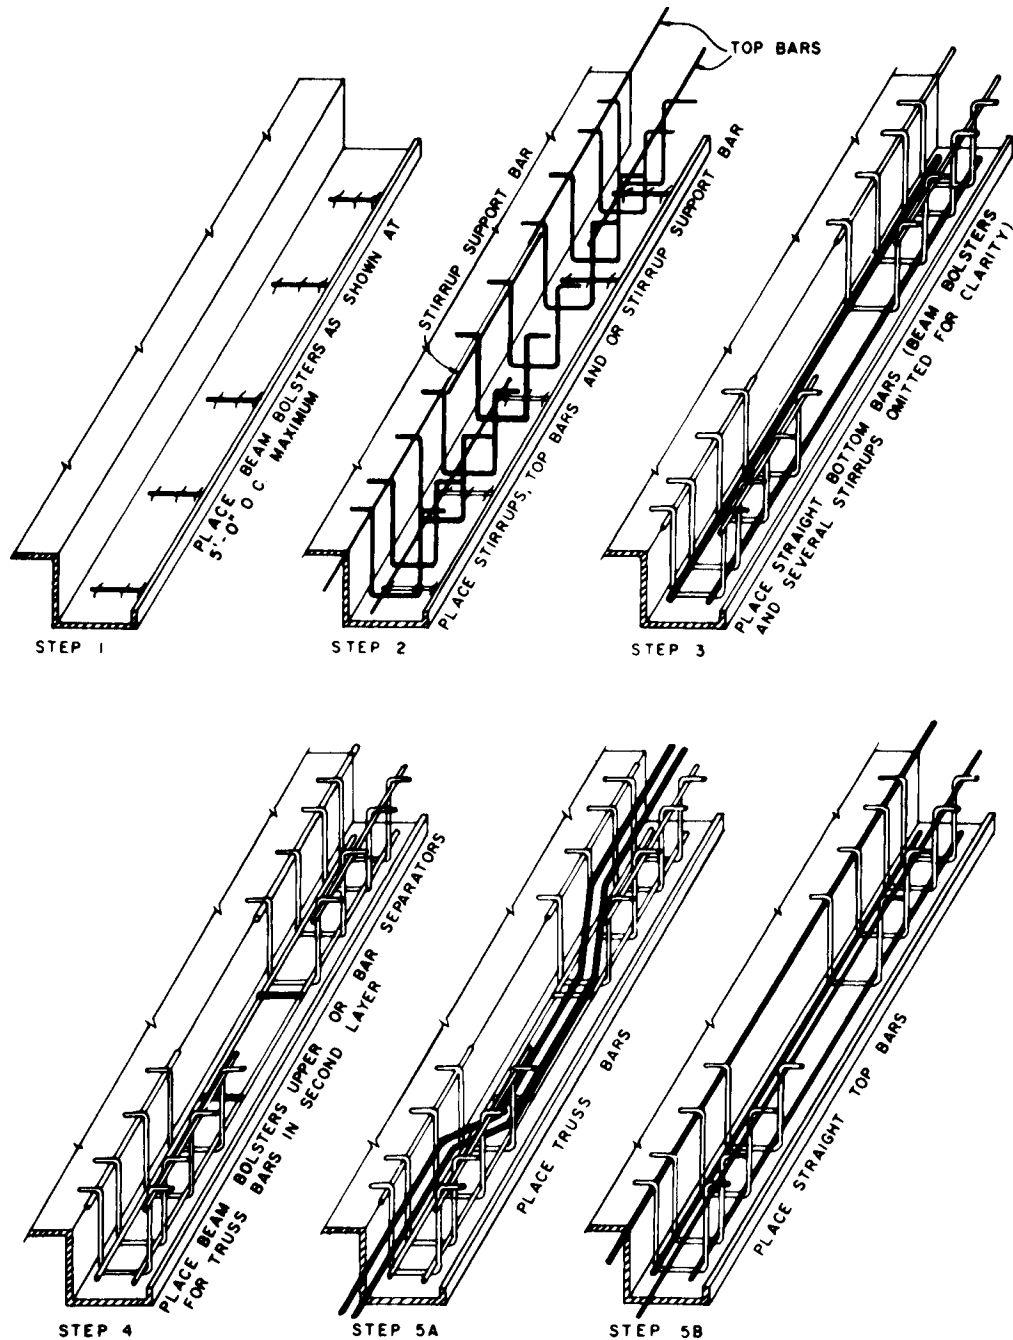 TOP BARS
STIRRUP SUPPORT BAR
PLACE BEAM BOLSTERS AS SHOWN AT
5'-0" O C. MAXIMUM
PLACE STIRRUPS, TOP BARS AND OR STIRRUP SUPPORT BAR
PLACE STRAIGHT BOTTOM BARS (BEAM BOLSTERS
AND SEVERAL STIRRUPS OMITTED FOR CLARITY)
STEP 1
STEP 2
STEP 3
PLACE BEAM BOLSTERS UPPER OR BAR SEPARATORS
FOR TRUSS BARS IN SECOND LAYER
PLACE TRUSS BARS
PLACE STRAIGHT TOP BARS
STEP 4
STEP 5A
STEP 5B